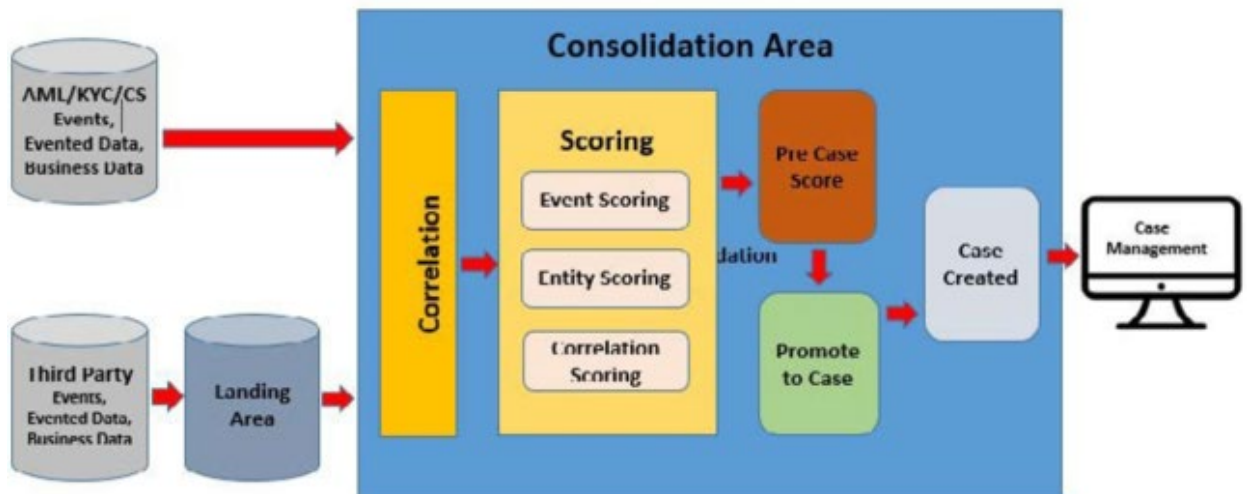 Consolidation Area
AML/KYC/CS
Events,
Evented Data,
Business Data
Third Party
Events,
Evented Data,
Business Data
Landing
Area
Correlation
Scoring
Event Scoring
Entity Scoring
Correlation
Scoring
Pre Case
Score
dation
Promote
to Case
Case
Created
Case
Management